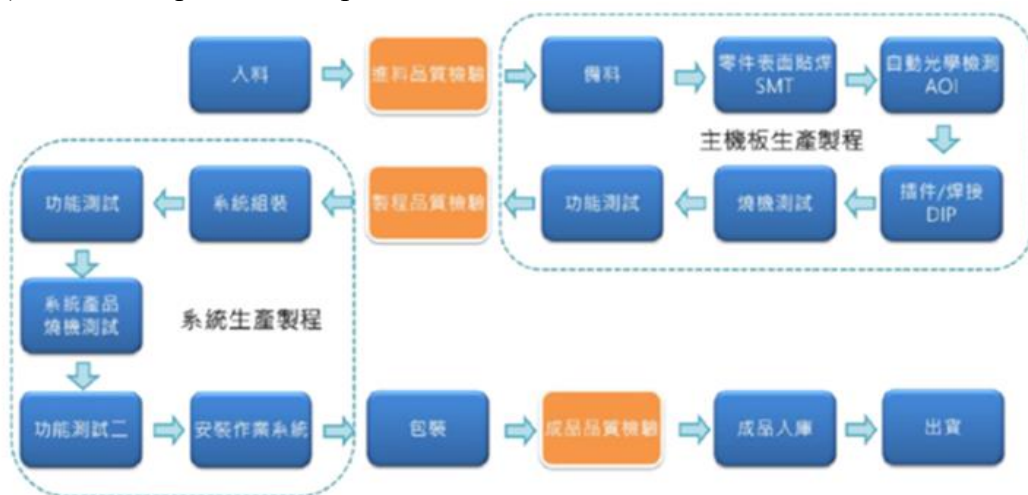 入料
進料品質檢驗
備料
零件表面貼焊
SMT
自動光學檢測
AOI
主機板生產製程
插件/焊接
DIP
燒機測試
功能測試
製程品質檢驗
系統組裝
功能測試
系統產品
燒機測試
系統生產製程
功能測試二
安裝作業系統
包裝
成品品質檢驗
成品入庫
出貨